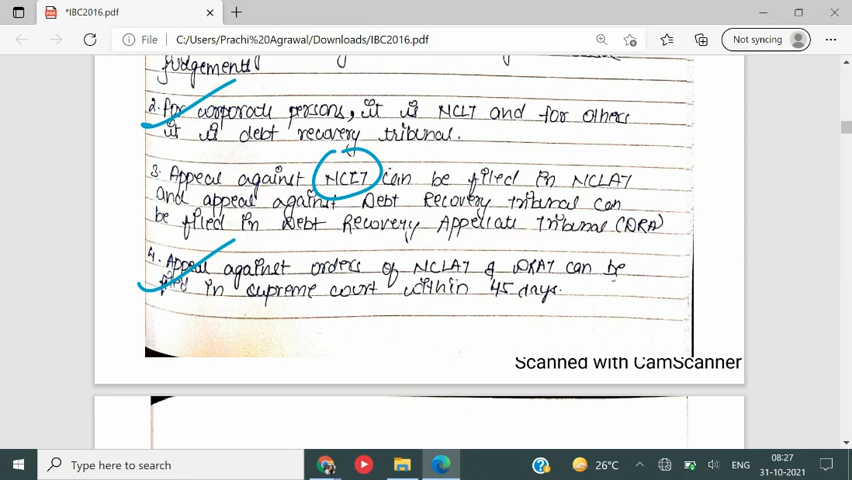 *IBC2016.pdf
File
C:/Users/Prachi%20Agrawal/Downloads/IBC2016.pdf
Not syncing
judgement
2. For corporate persons, it is NCLT and for others
it is debt recovery tribunal.
3. Appeal against NCLT can be filed in NCLAT
and appeal against Debt Recovery Tribunal can
be filed in Debt Recovery Appellate Tribunal (DRA)
4. Appeal against orders of NCLAT & DRAT can be
filed in supreme court within 45 days.
Scanned with CamScanner
Type here to search
26°C
ENG
08:27
31-10-2021